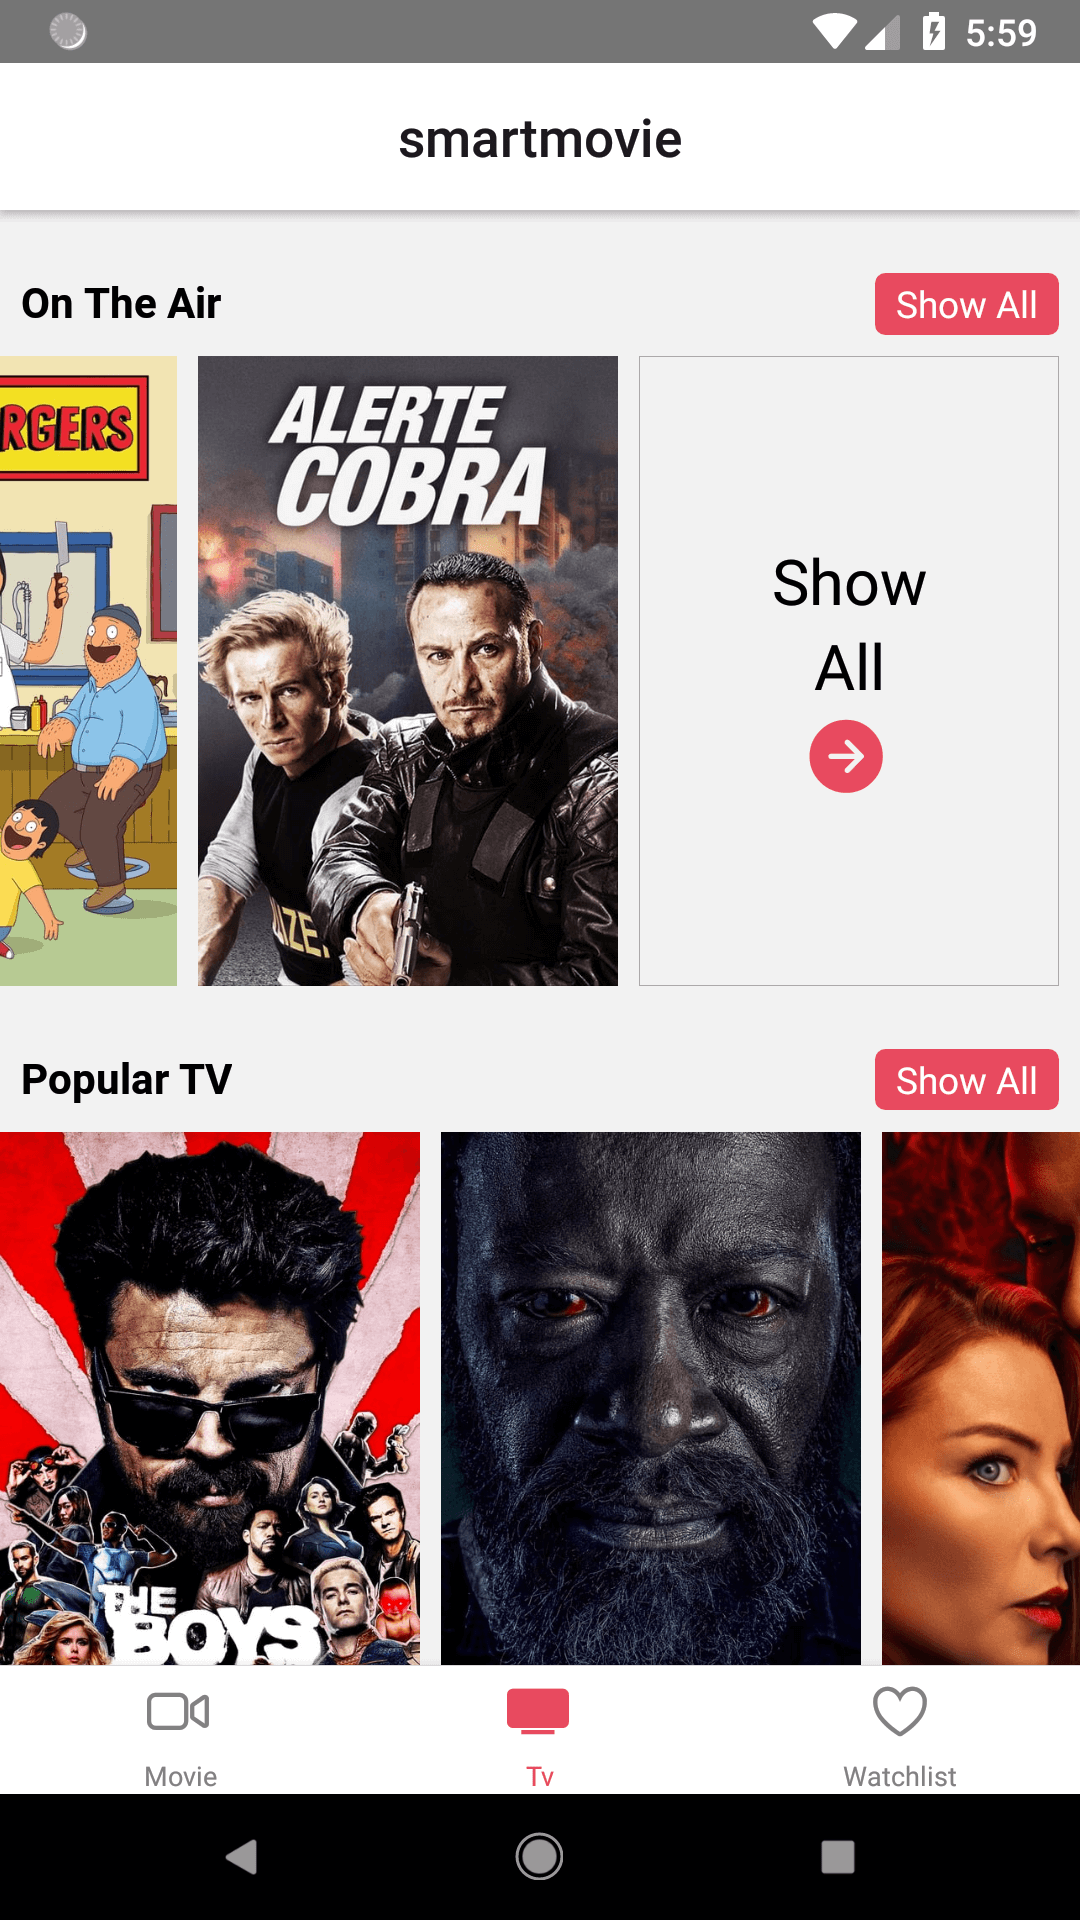 5:59
smartmovie
On The Air
Show All
RGERS
ALERTE
COBRA
Show
All
IZE.
Popular TV
Show All
THE
BOYS
Movie
Tv
Watchlist